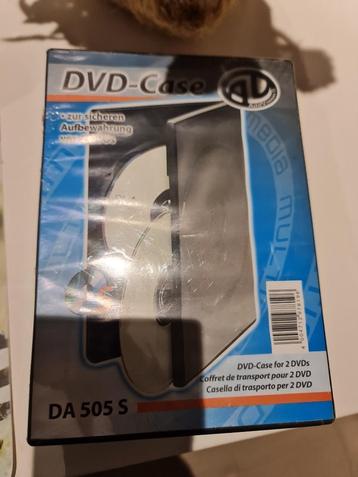 DVD-Case
• zur sicheren
Aufbewahrung
MULTIMEDIA
DVD-Case for 2 DVDs
Coffret de transport pour 2 DVD
Casella di trasporto per 2 DVD
DA 505 S